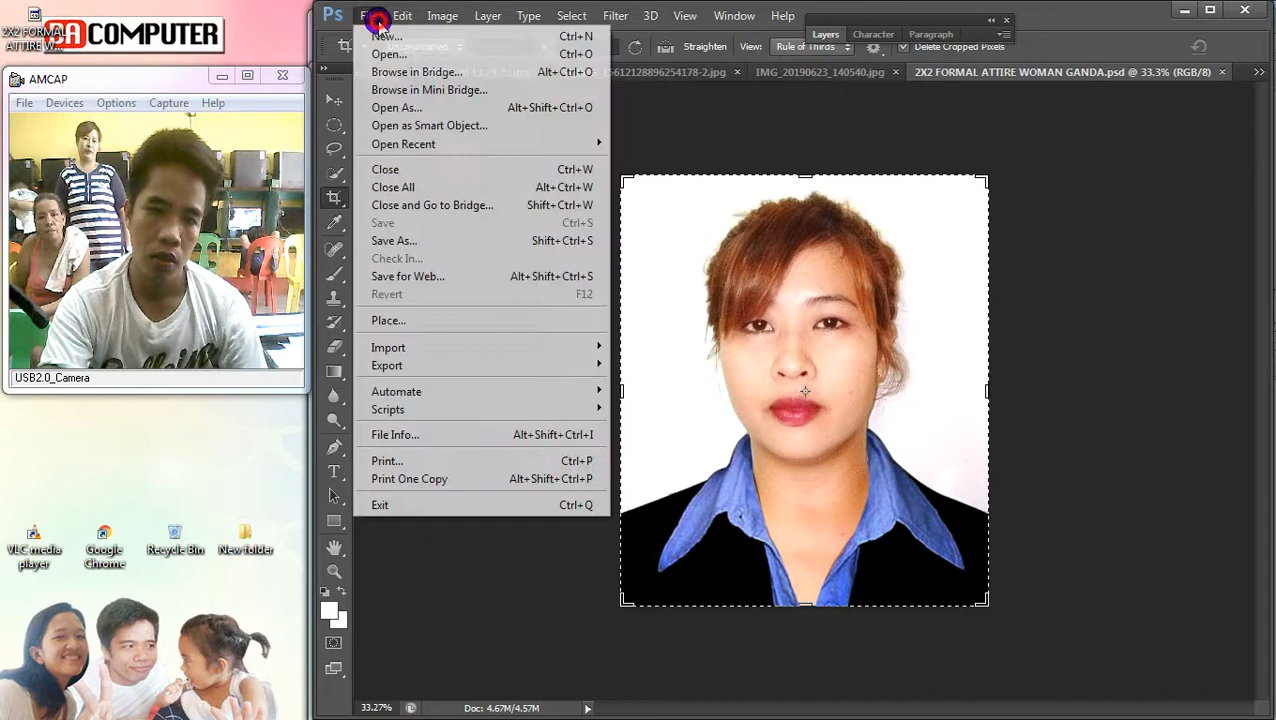 2X2 FORMAL
ATTIRE W...
COMPUTER
AMCAP
File Devices Options Capture Help
USB2.0_Camera
VLC media
player
Google
Chrome
Recycle Bin
New folder
Ps
Edit Image Layer Type Select Filter 3D View Window Help
Layers Character Paragraph
Straighten View: Rule of Thirds Delete Cropped Pixels
15612128896254178-2.jpg × IMG_20190623_140540.jpg × 2X2 FORMAL ATTIRE WOMAN GANDA.psd @ 33.3% (RGB/8) ×
New... Ctrl+N
Open... Ctrl+O
Browse in Bridge... Alt+Ctrl+O
Browse in Mini Bridge...
Open As... Alt+Shift+Ctrl+O
Open as Smart Object...
Open Recent
Close Ctrl+W
Close All Alt+Ctrl+W
Close and Go to Bridge... Shift+Ctrl+W
Save Ctrl+S
Save As... Shift+Ctrl+S
Check In...
Save for Web... Alt+Shift+Ctrl+S
Revert F12
Place...
Import
Export
Automate
Scripts
File Info... Alt+Shift+Ctrl+I
Print... Ctrl+P
Print One Copy Alt+Shift+Ctrl+P
Exit Ctrl+Q
33.27% Doc: 4.67M/4.57M